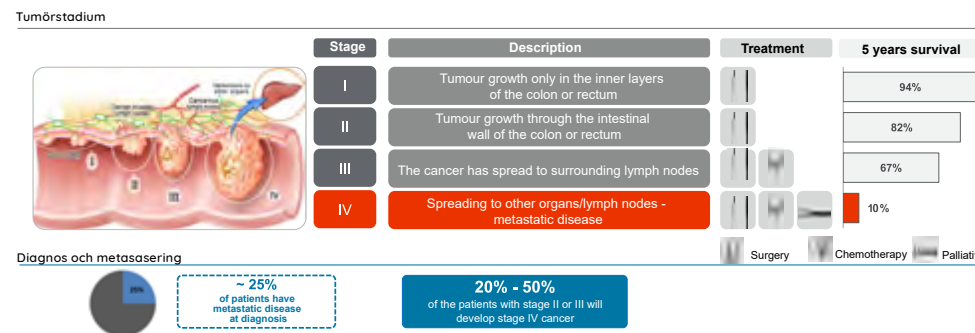 Tumörstadium
Stage
Description
Treatment
5 years survival
I
Tumour growth only in the inner layers
of the colon or rectum
94%
II
Tumour growth through the intestinal
wall of the colon or rectum
82%
III
The cancer has spread to surrounding lymph nodes
67%
IV
Spreading to other organs/lymph nodes -
metastatic disease
10%
I
II
III
IV
Surgery
Chemotherapy
Palliati
Diagnos och metasasering
25%
~ 25%
of patients have
metastatic disease
at diagnosis
20% - 50%
of the patients with stage II or III will
develop stage IV cancer